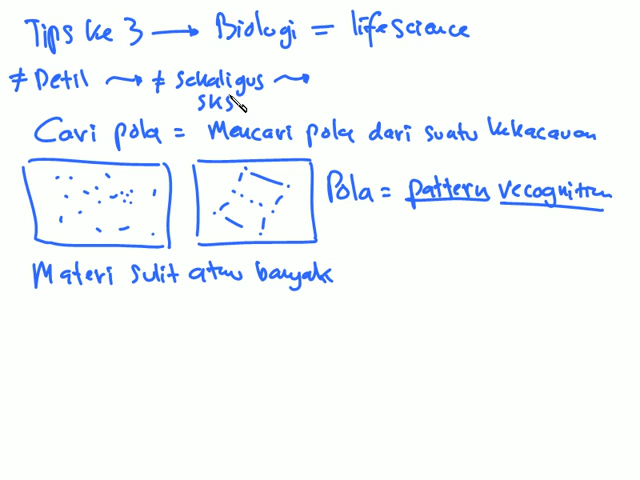 Tips ke 3 → Biologi = lifescience
≠ Detil → ≠ Sekaligus →
SKS
Cari pola = Mencari pola dari suatu kekacauan
Pola = pattern recognition
Materi sulit atau banyak